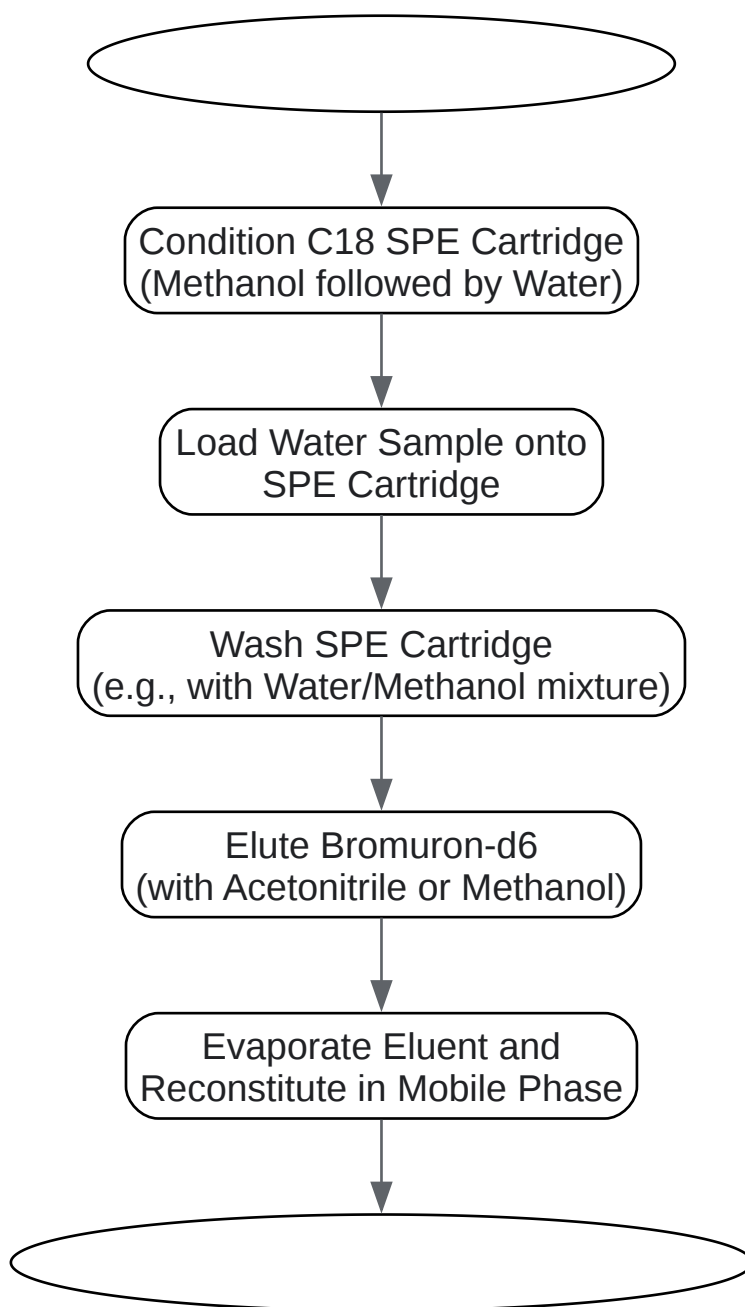 Condition C18 SPE Cartridge
(Methanol followed by Water)
Load Water Sample onto
SPE Cartridge
Wash SPE Cartridge
(e.g., with Water/Methanol mixture)
Elute Bromuron-d6
(with Acetonitrile or Methanol)
Evaporate Eluent and
Reconstitute in Mobile Phase